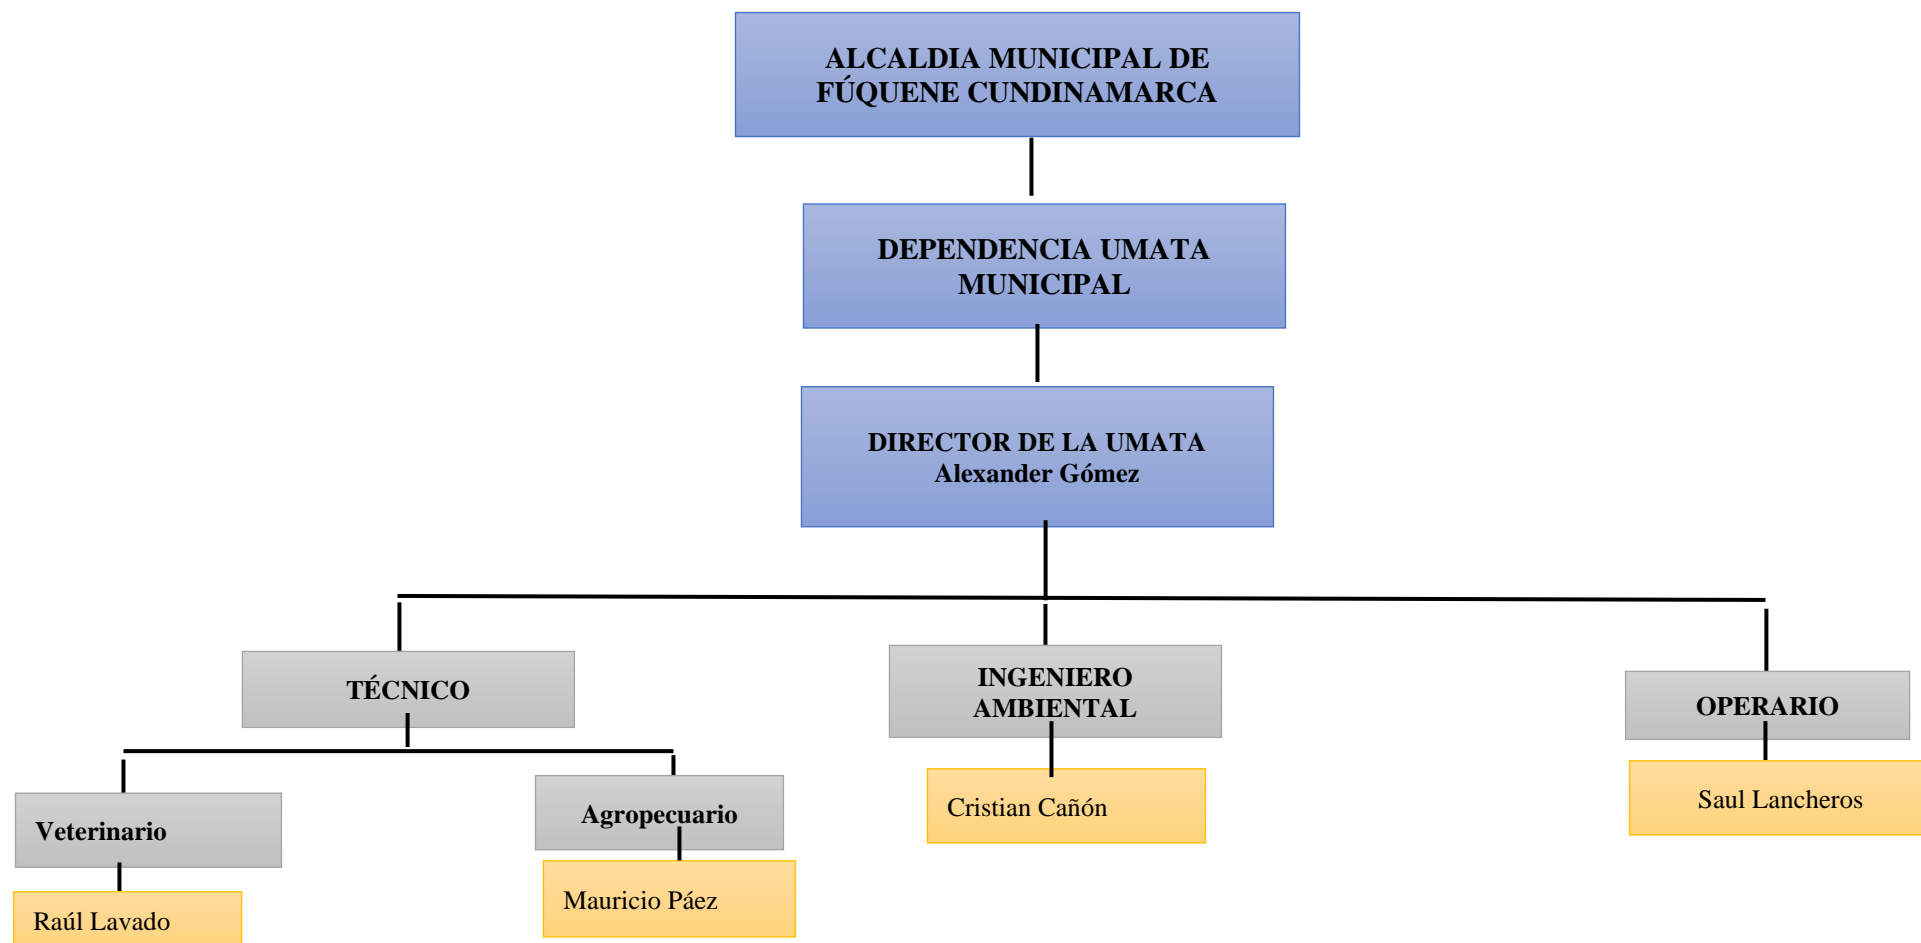 ALCALDIA MUNICIPAL DE
FÚQUENE CUNDINAMARCA
DEPENDENCIA UMATA
MUNICIPAL
DIRECTOR DE LA UMATA
Alexander Gómez
TÉCNICO
INGENIERO
AMBIENTAL
OPERARIO
Veterinario
Agropecuario
Cristian Cañón
Saul Lancheros
Raúl Lavado
Mauricio Páez